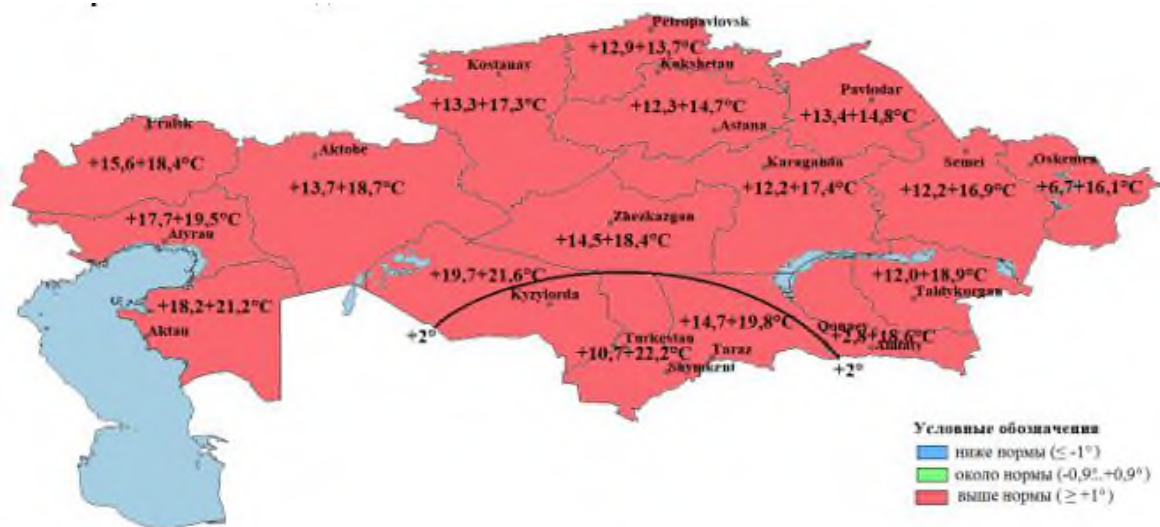 Petropavlovsk
+12,9+13,7°C
Kokshetau
Kostanay
+13,3+17,3°C
+12,3+14,7°C
Astana
Pavlodar
+13,4+14,8°C
Uralsk
+15,6+18,4°C
Aktobe
+13,7+18,7°C
Karaganda
+12,2+17,4°C
Semei
+12,2+16,9°C
Oskemen
+6,7+16,1°C
+17,7+19,5°C
Atyrau
Zhezkazgan
+14,5+18,4°C
+19,7+21,6°C
Kyzylorda
+12,0+18,9°C
Taldykorgan
+18,2+21,2°C
Aktau
+2°
+14,7+19,8°C
Turkestan
+10,7+22,2°C
Taraz
Shymkent
+2,8+18,6°C
Almaty
+2°
Условные обозначения
ниже нормы (≤ -1°)
около нормы (-0,9°..+0,9°)
выше нормы (≥ +1°)